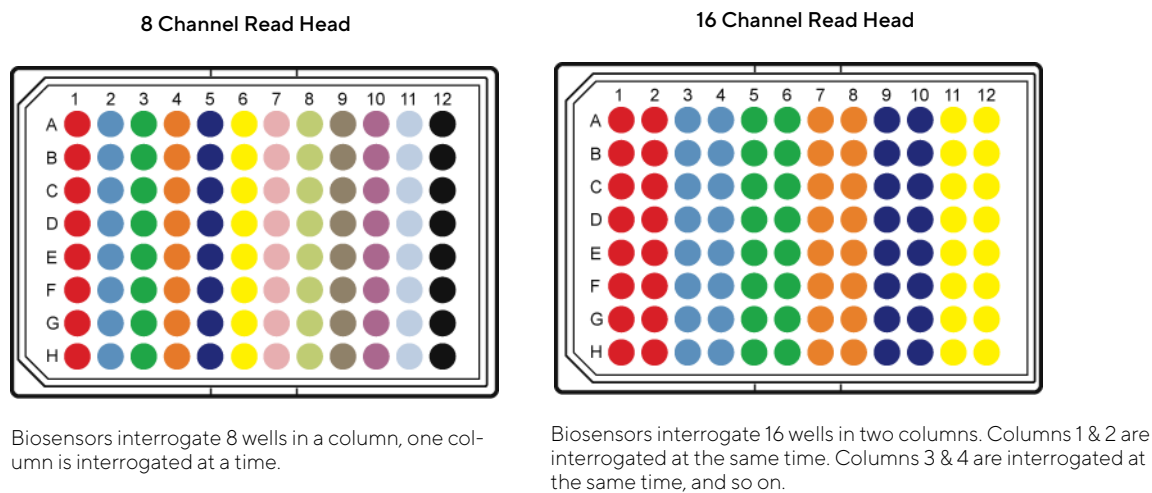 8 Channel Read Head
1 2 3 4 5 6 7 8 9 10 11 12
A
B
C
D
E
F
G
H
Biosensors interrogate 8 wells in a column, one col-
umn is interrogated at a time.
16 Channel Read Head
1 2 3 4 5 6 7 8 9 10 11 12
A
B
C
D
E
F
G
H
Biosensors interrogate 16 wells in two columns. Columns 1 & 2 are
interrogated at the same time. Columns 3 & 4 are interrogated at
the same time, and so on.